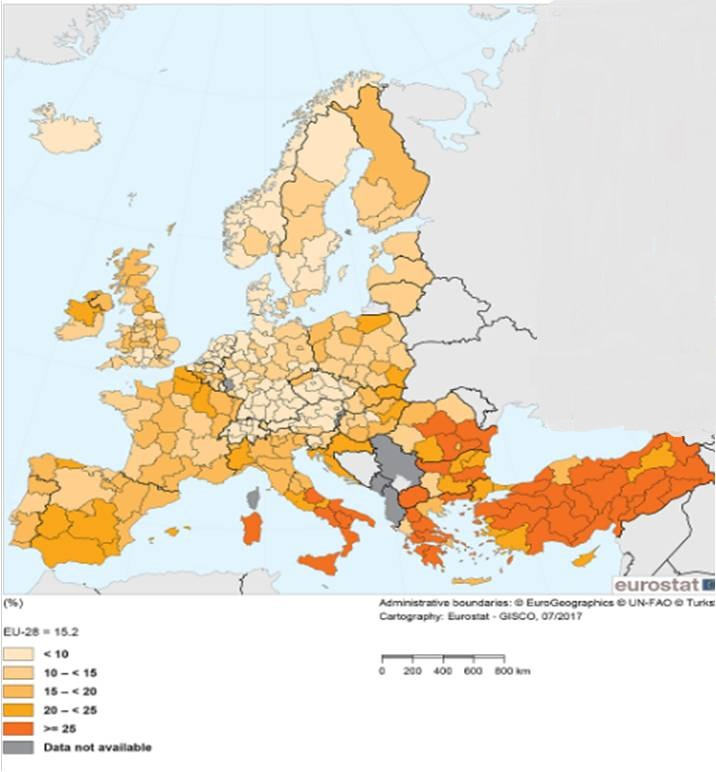 eurostat
(%)
Administrative boundaries: © EuroGeographics © UN-FAO © Turkst
Cartography: Eurostat - GISCO, 07/2017
EU-28 = 15.2
< 10
10 – < 15
15 – < 20
20 – < 25
>= 25
Data not available
0 200 400 600 800 km